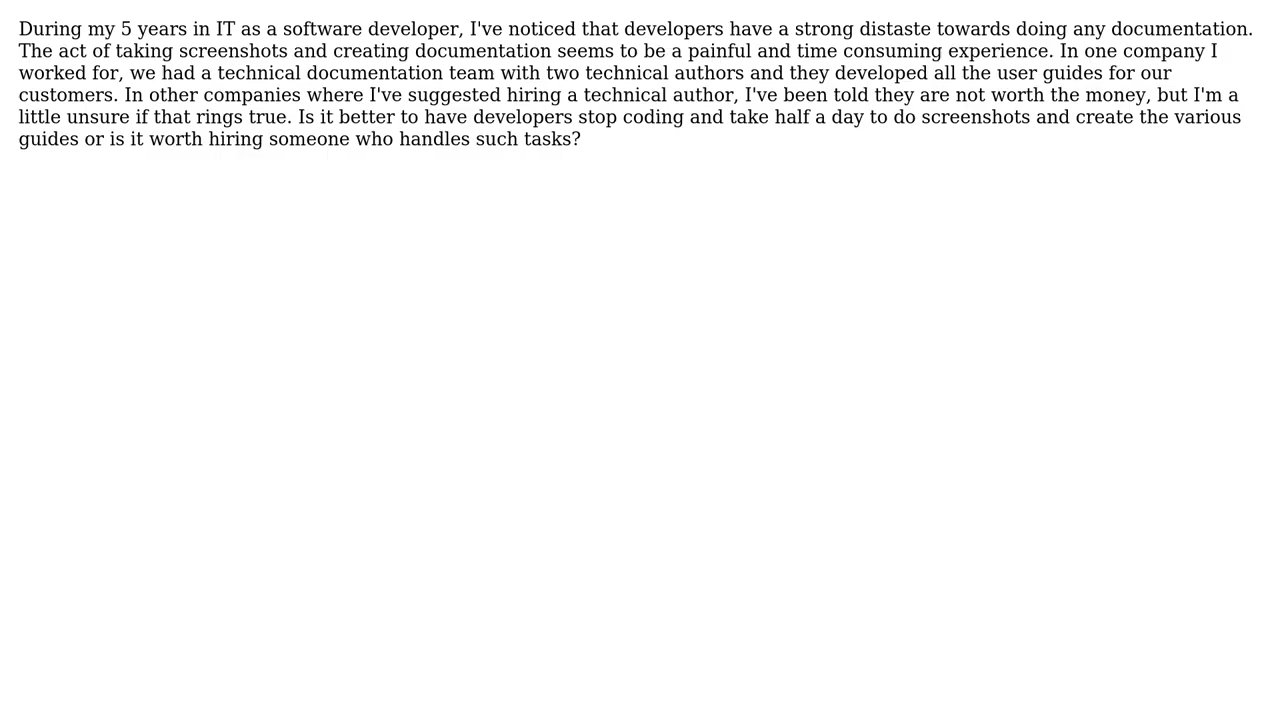 During my 5 years in IT as a software developer, I've noticed that developers have a strong distaste towards doing any documentation.
The act of taking screenshots and creating documentation seems to be a painful and time consuming experience. In one company I
worked for, we had a technical documentation team with two technical authors and they developed all the user guides for our
customers. In other companies where I've suggested hiring a technical author, I've been told they are not worth the money, but I'm a
little unsure if that rings true. Is it better to have developers stop coding and take half a day to do screenshots and create the various
guides or is it worth hiring someone who handles such tasks?